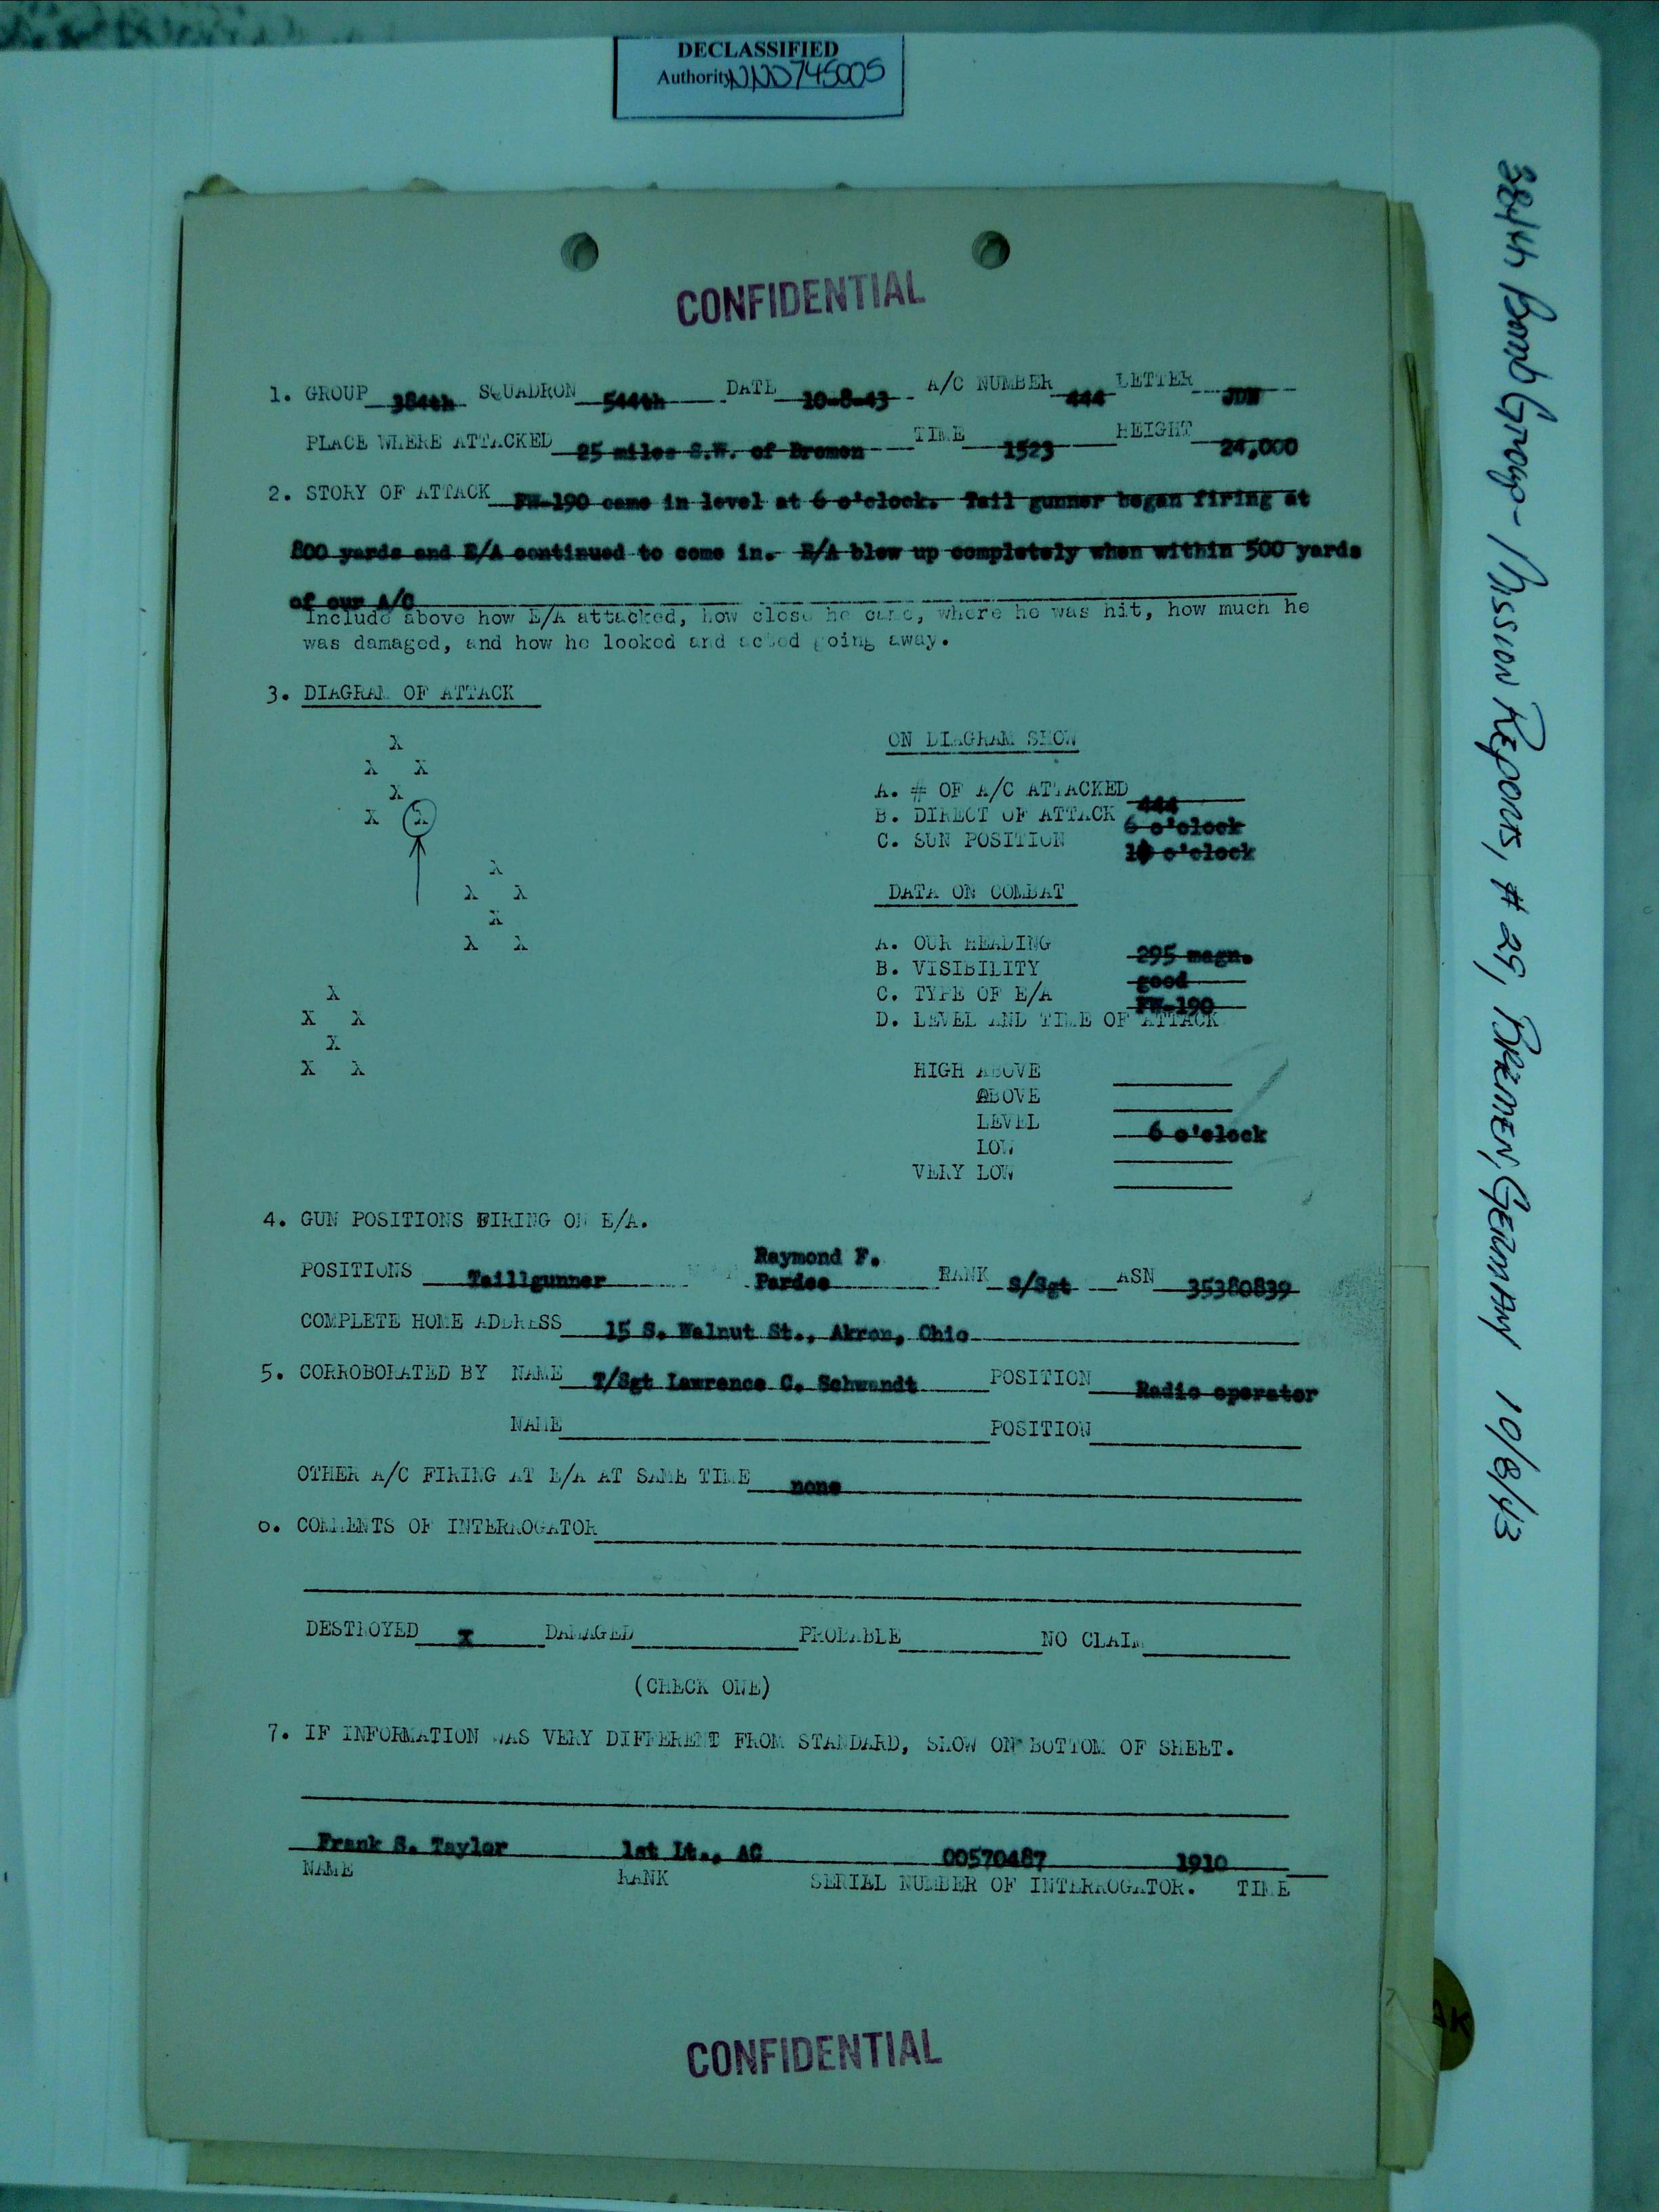 DECLASSIFIED
Authority NND745005
CONFIDENTIAL
1. GROUP 384th SQUADRON 544th DATE 10-8-43 A/C NUMBER 444 LETTER
PLACE WHERE ATTACKED 25 miles S.W. of Bremen TIME 1523 HEIGHT 24,000
2. STORY OF ATTACK FW-190 came in level at 6 o'clock. Tail gunner began firing at
800 yards and E/A continued to come in. E/A blew up completely when within 500 yards
of our A/C
Include above how E/A attacked, how close he came, where he was hit, how much he
was damaged, and how he looked and acted going away.
3. DIAGRAM OF ATTACK
X
X X
X
X X
X
X X
X
X X
X
X X
X
X X
ON DIAGRAM SHOW
A. # OF A/C ATTACKED 444
B. DIRECT OF ATTACK 6 o'clock
C. SUN POSITION o'clock
DATA ON COMBAT
A. OUR HEADING 295 magn.
B. VISIBILITY good
C. TYPE OF E/A FW-190
D. LEVEL AND TIME OF ATTACK
HIGH ABOVE
ABOVE
LEVEL 6 o'clock
LOW
VERY LOW
4. GUN POSITIONS FIRING ON E/A.
Raymond F.
POSITIONS Taillgunner Pardee RANK S/Sgt ASN 35380839
COMPLETE HOME ADDRESS 15 S. Walnut St., Akron, Ohio
5. CORROBORATED BY NAME T/Sgt Lawrence C. Schwandt POSITION Radio operator
NAME POSITION
OTHER A/C FIRING AT E/A AT SAME TIME none
6. COMMENTS OF INTERROGATOR
DESTROYED X DAMAGED PROBABLE NO CLAIM
(CHECK ONE)
7. IF INFORMATION WAS VERY DIFFERENT FROM STANDARD, SHOW ON BOTTOM OF SHEET.
Frank S. Taylor 1st Lt., AC 00570487 1910
NAME RANK SERIAL NUMBER OF INTERROGATOR. TIME
CONFIDENTIAL
384th Bomb Group - Mission Reports, # 25, BREMEN, GERMANY 10/8/43
AK